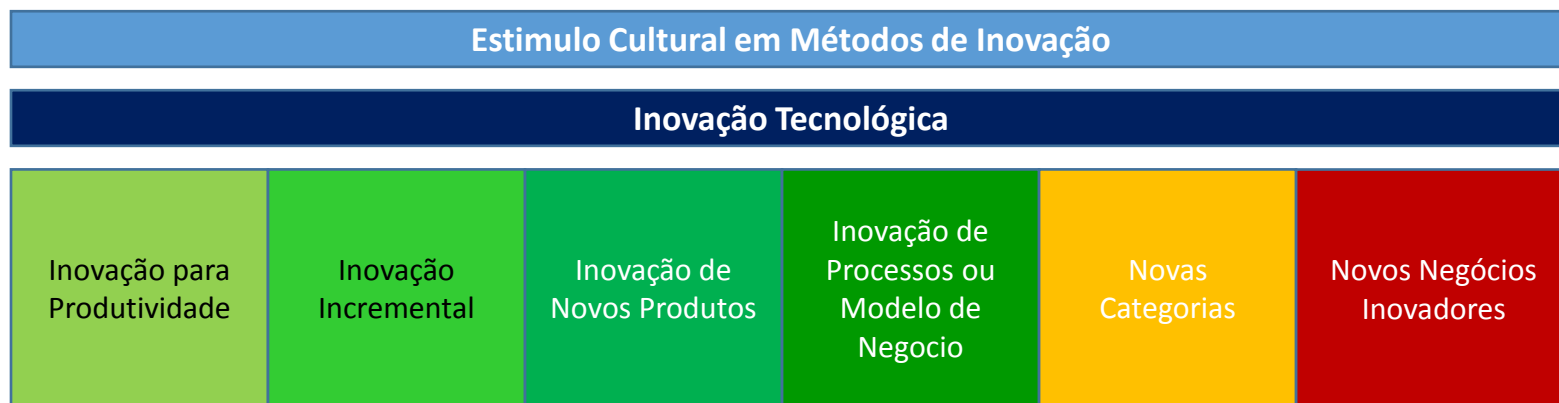 Estimulo Cultural em Métodos de Inovação
Inovação Tecnológica
Inovação para
Produtividade
Inovação
Incremental
Inovação de
Novos Produtos
Inovação de
Processos ou
Modelo de
Negocio
Novas
Categorias
Novos Negócios
Inovadores